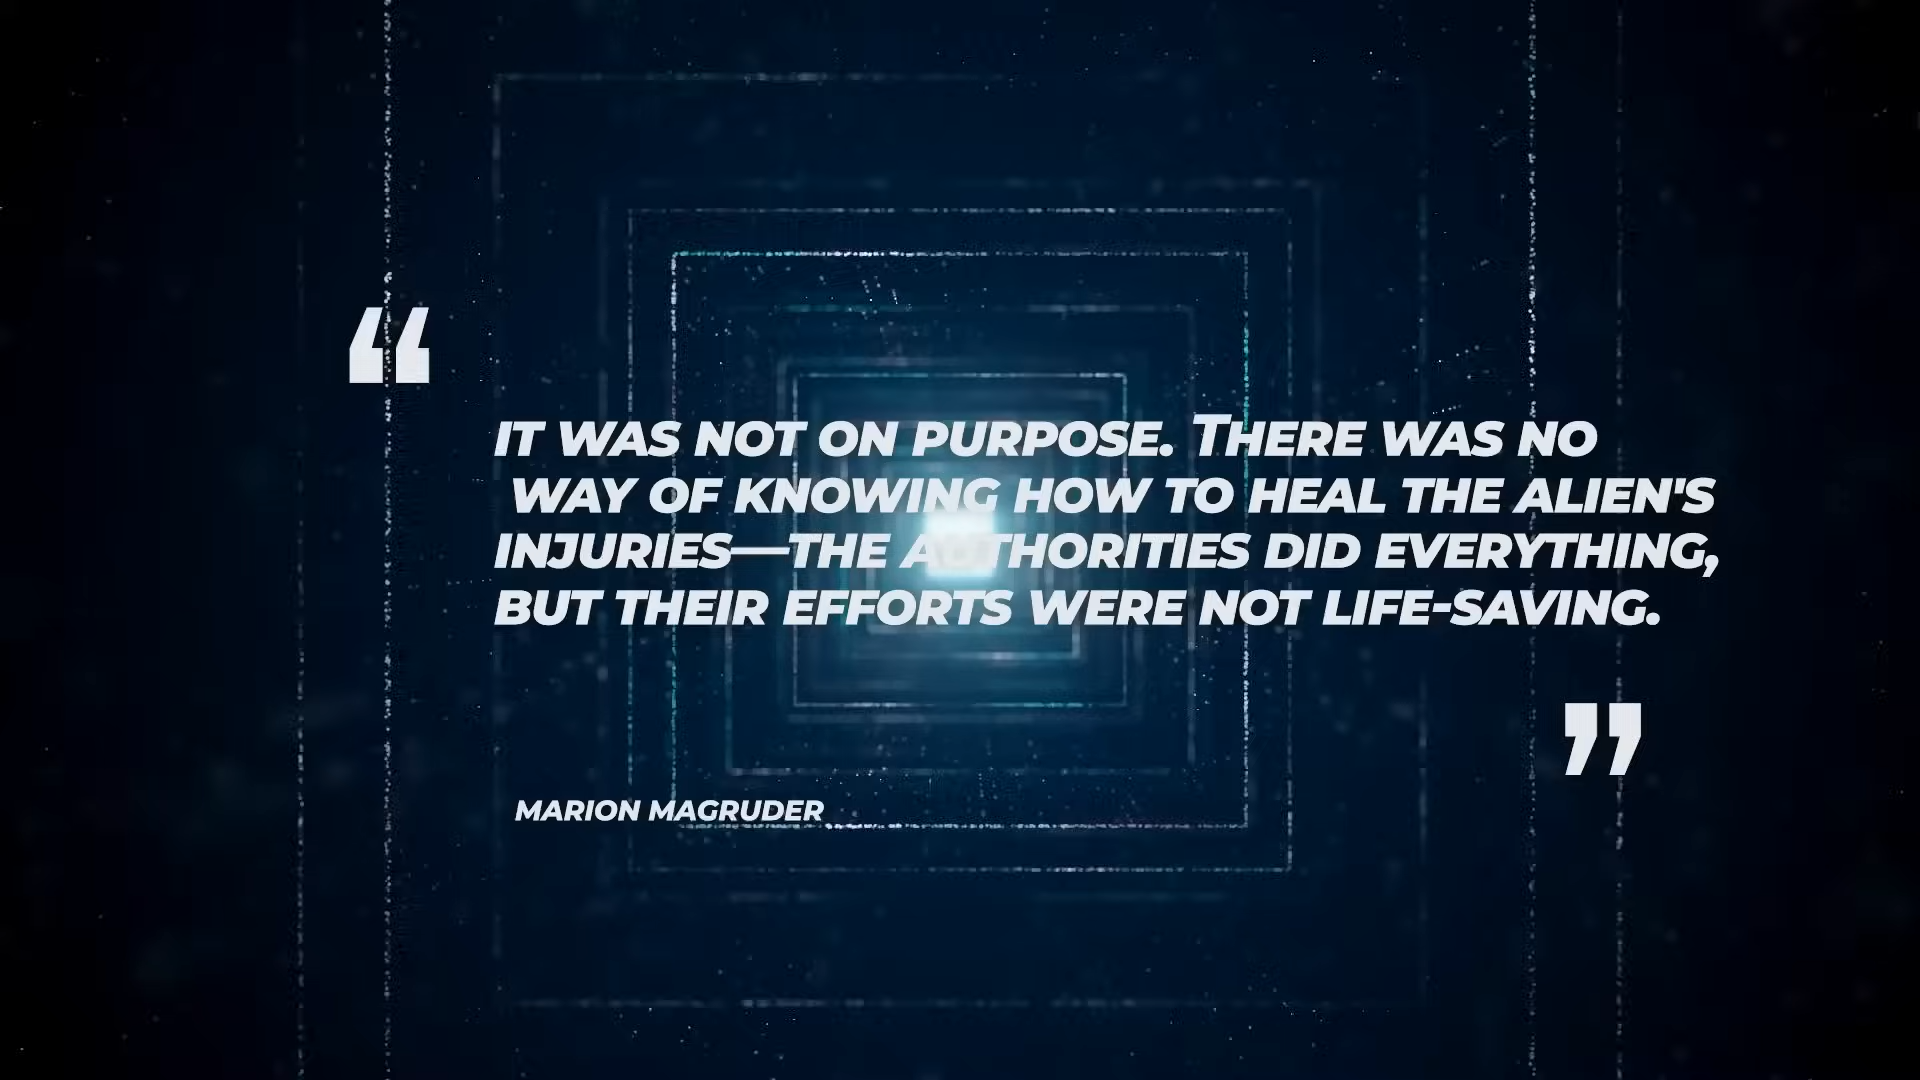 “
IT WAS NOT ON PURPOSE. THERE WAS NO
WAY OF KNOWING HOW TO HEAL THE ALIEN'S
INJURIES—THE AUTHORITIES DID EVERYTHING,
BUT THEIR EFFORTS WERE NOT LIFE-SAVING.
”
MARION MAGRUDER